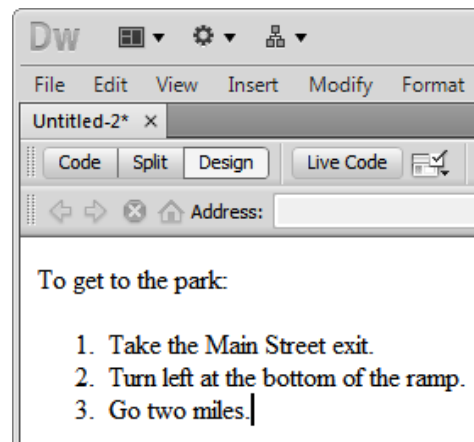 Dw
File Edit View Insert Modify Format
Untitled-2* ×
Code Split Design Live Code
Address:
To get to the park:
1. Take the Main Street exit.
2. Turn left at the bottom of the ramp.
3. Go two miles.